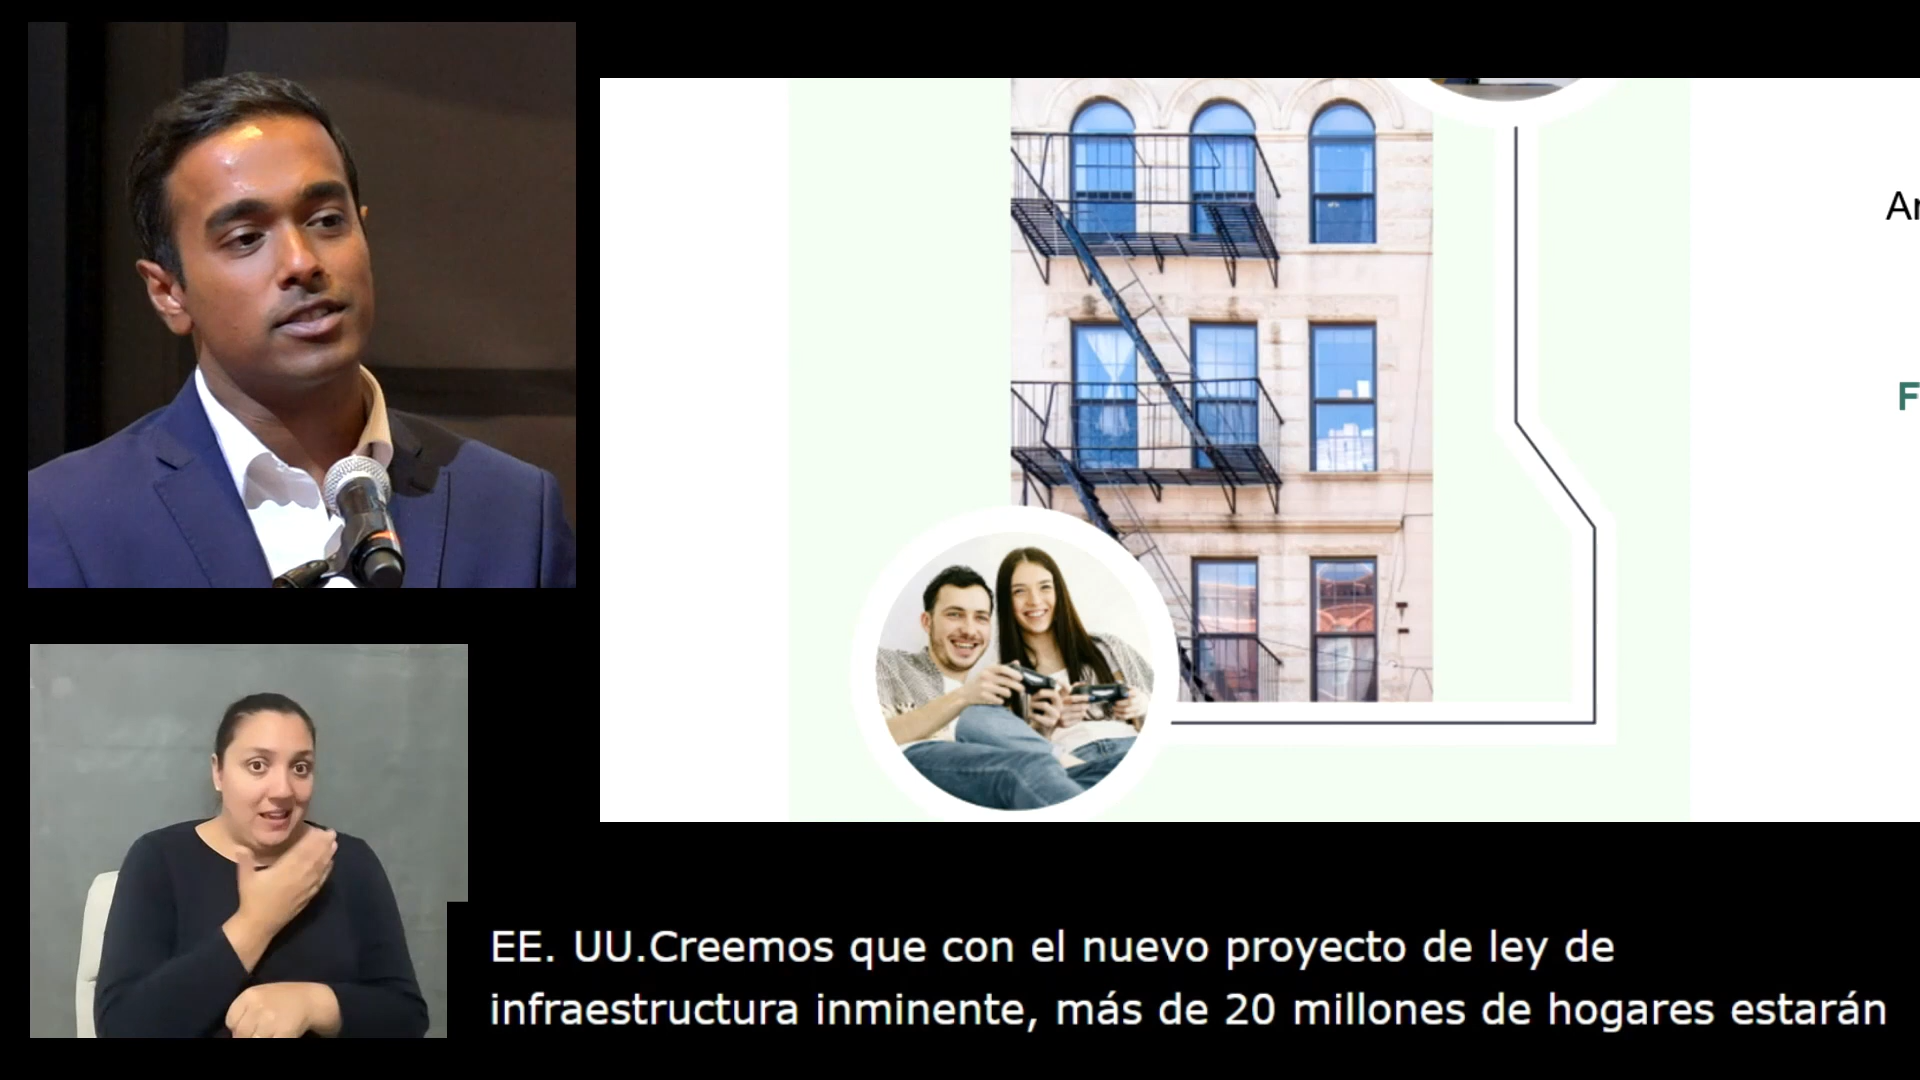 EE. UU.Creemos que con el nuevo proyecto de ley de
infraestructura inminente, más de 20 millones de hogares estarán